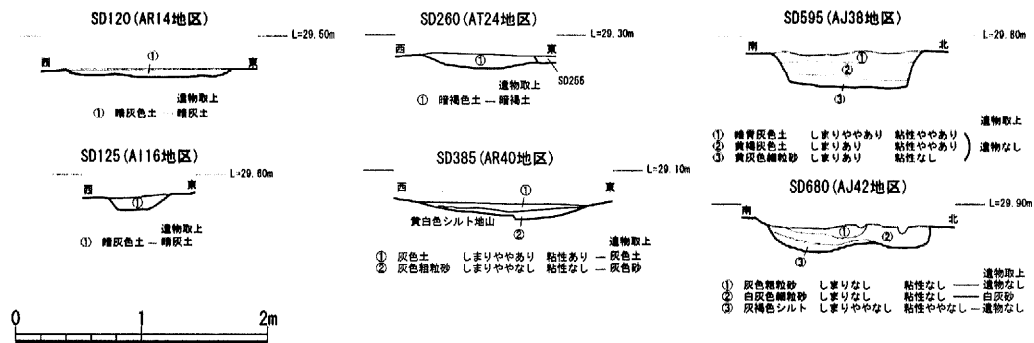 SD120(AR14地区)
L=29.50m
西 東
①
遺物取上
① 暗灰色土 ― 暗灰土
SD125(AI16地区)
L=29.60m
西 東
①
遺物取上
① 暗灰色土 ― 暗灰土
SD260(AT24地区)
L=29.30m
西 東
①
SD255
遺物取上
① 暗褐色土 ― 暗褐土
SD385(AR40地区)
L=29.10m
西 東
①
黄白色シルト地山
②
遺物取上
① 灰色土 しまりややあり 粘性あり ― 灰色土
② 灰色粗粒砂 しまりややなし 粘性なし ― 灰色砂
SD595(AJ38地区)
L=29.80m
南 北
①
②
③
遺物取上
① 暗青灰色土 しまりややあり 粘性ややあり
② 黄褐灰色土 しまりあり 粘性ややあり 遺物なし
③ 黄灰色細粒砂 しまりあり 粘性なし
SD680(AJ42地区)
L=29.90m
南 北
① ②
③
遺物取上
① 灰色粗粒砂 しまりなし 粘性なし ― 遺物なし
② 白灰色細粒砂 しまりなし 粘性なし ― 白灰砂
③ 灰褐色シルト しまりややなし 粘性ややなし ― 遺物なし
0 1 2m